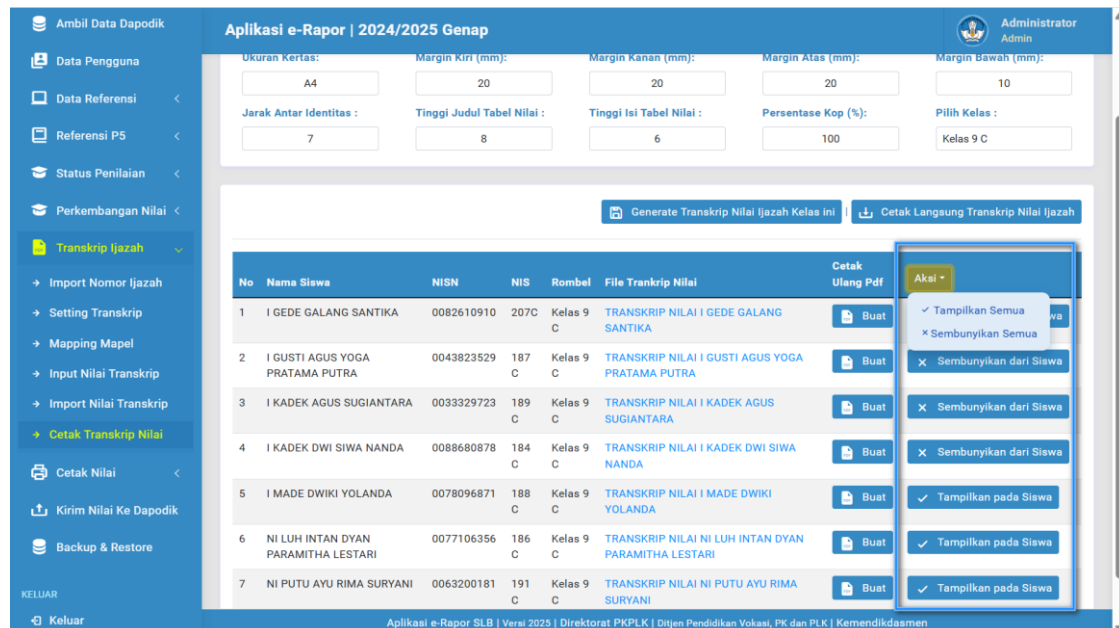 Ambil Data Dapodik
Data Pengguna
Data Referensi
Referensi P5
Status Penilaian
Perkembangan Nilai
Transkrip Ijazah
Import Nomor Ijazah
Setting Transkrip
Mapping Mapel
Input Nilai Transkrip
Import Nilai Transkrip
Cetak Transkrip Nilai
Cetak Nilai
Kirim Nilai Ke Dapodik
Backup & Restore
KELUAR
Keluar
Aplikasi e-Rapor | 2024/2025 Genap
Administrator
Admin
Ukuran Kertas: Margin Kiri (mm): Margin Kanan (mm): Margin Atas (mm): Margin Bawah (mm):
A4 20 20 20 10
Jarak Antar Identitas : Tinggi Judul Tabel Nilai : Tinggi Isi Tabel Nilai : Persentase Kop (%): Pilih Kelas :
7 8 6 100 Kelas 9 C
Generate Transkrip Nilai Ijazah Kelas ini | Cetak Langsung Transkrip Nilai Ijazah
Cetak
No Nama Siswa NISN NIS Rombel File Trankrip Nilai Ulang Pdf Aksi
Tampilkan Semua
Sembunyikan Semua
1 I GEDE GALANG SANTIKA 0082610910 207C Kelas 9 TRANSKRIP NILAI I GEDE GALANG Buat wa
C SANTIKA
2 I GUSTI AGUS YOGA 0043823529 187 Kelas 9 TRANSKRIP NILAI I GUSTI AGUS YOGA Buat Sembunyikan dari Siswa
PRATAMA PUTRA C C PRATAMA PUTRA
3 I KADEK AGUS SUGIANTARA 0033329723 189 Kelas 9 TRANSKRIP NILAI I KADEK AGUS Buat Sembunyikan dari Siswa
C C SUGIANTARA
4 I KADEK DWI SIWA NANDA 0088680878 184 Kelas 9 TRANSKRIP NILAI I KADEK DWI SIWA Buat Sembunyikan dari Siswa
C C NANDA
5 I MADE DWIKI YOLANDA 0078096871 188 Kelas 9 TRANSKRIP NILAI I MADE DWIKI Buat Tampilkan pada Siswa
C C YOLANDA
6 NI LUH INTAN DYAN 0077106356 186 Kelas 9 TRANSKRIP NILAI NI LUH INTAN DYAN Buat Tampilkan pada Siswa
PARAMITHA LESTARI C C PARAMITHA LESTARI
7 NI PUTU AYU RIMA SURYANI 0063200181 191 Kelas 9 TRANSKRIP NILAI NI PUTU AYU RIMA Buat Tampilkan pada Siswa
C C SURYANI
Aplikasi e-Rapor SLB | Versi 2025 | Direktorat PKPLK | Ditjen Pendidikan Vokasi, PK dan PLK | Kemendikdasmen